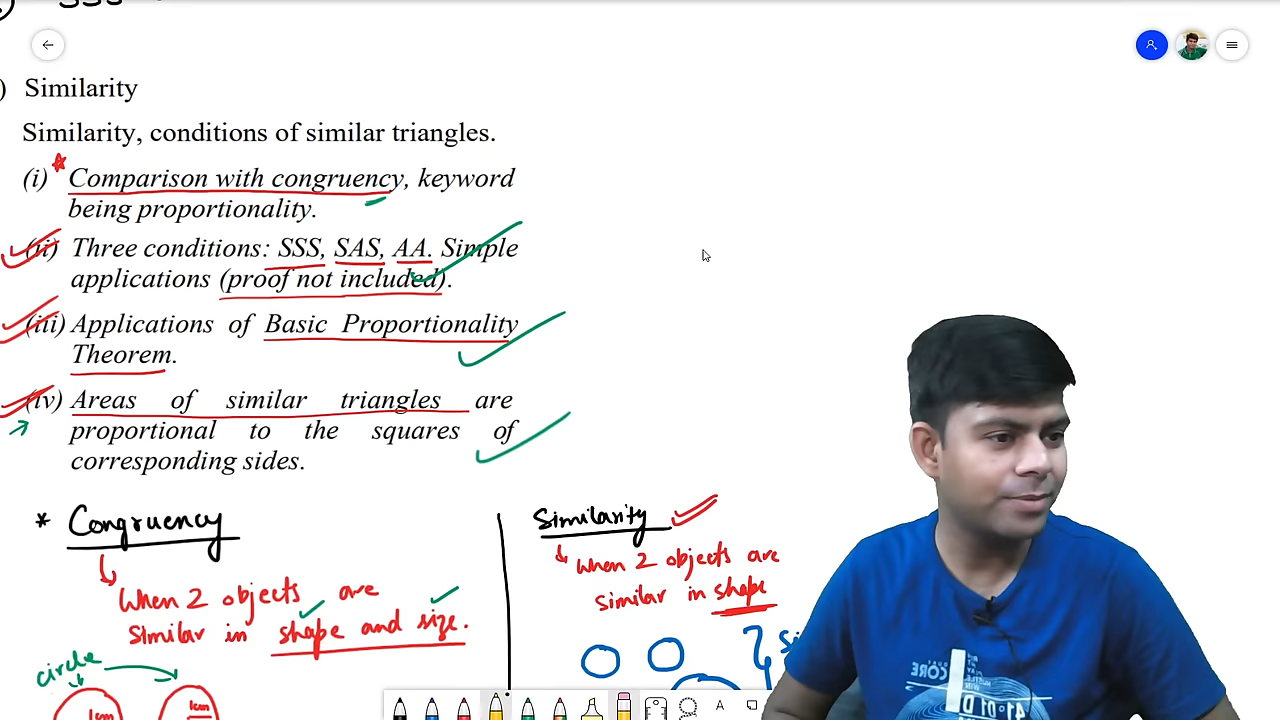 ) Similarity
Similarity, conditions of similar triangles.
(i) Comparison with congruency, keyword
being proportionality.
(ii) Three conditions: SSS, SAS, AA. Simple
applications (proof not included).
(iii) Applications of Basic Proportionality
Theorem.
(iv) Areas of similar triangles are
proportional to the squares of
corresponding sides.
* Congruency
When 2 objects are
similar in shape and size.
circle
1cm
1cm
Similarity
When 2 objects are
similar in shape
A